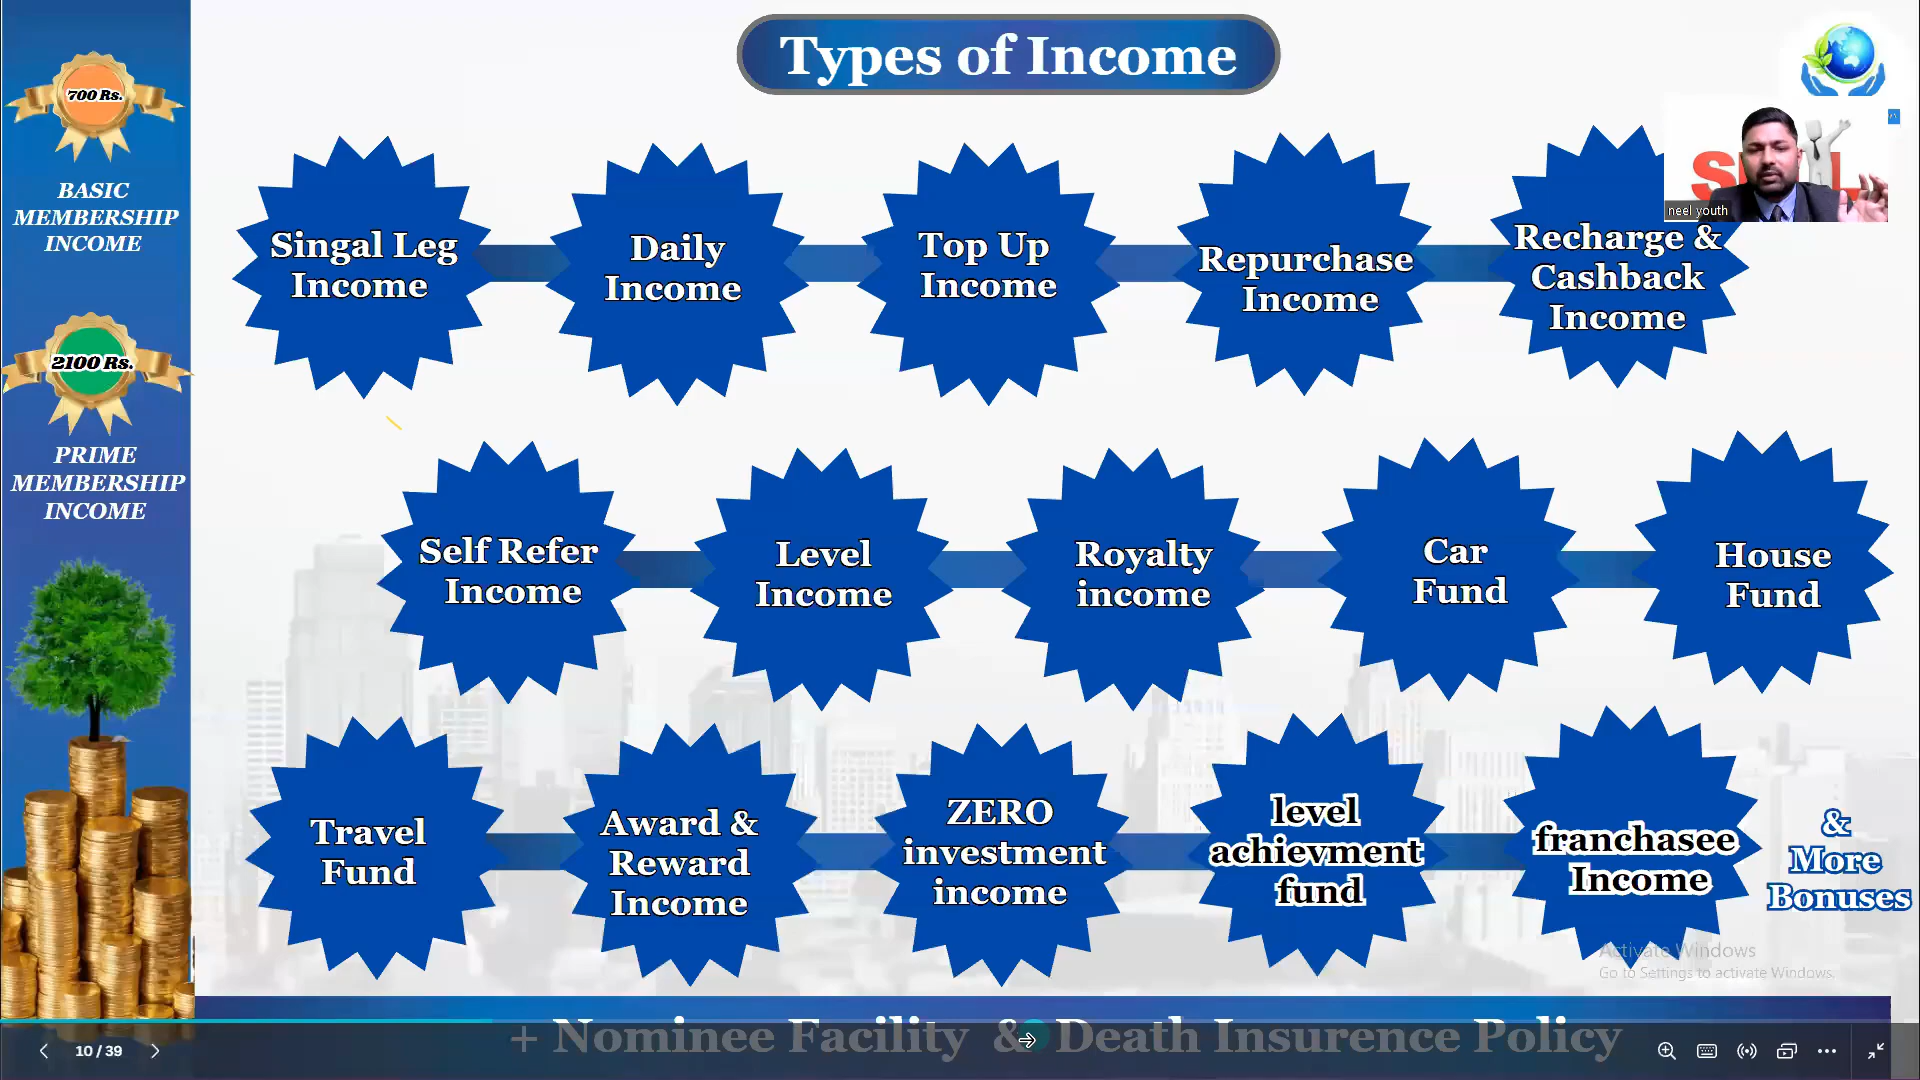 Types of Income
700 Rs.
BASIC
MEMBERSHIP
INCOME
2100 Rs.
PRIME
MEMBERSHIP
INCOME
neel youth
Singal Leg
Income
Daily
Income
Top Up
Income
Repurchase
Income
Recharge &
Cashback
Income
Self Refer
Income
Level
Income
Royalty
income
Car
Fund
House
Fund
Travel
Fund
Award &
Reward
Income
ZERO
investment
income
level
achievment
fund
franchasee
Income
&
More
Bonuses
Activate Windows
Go to Settings to activate Windows.
+ Nominee Facility & Death Insurence Policy
10 / 39